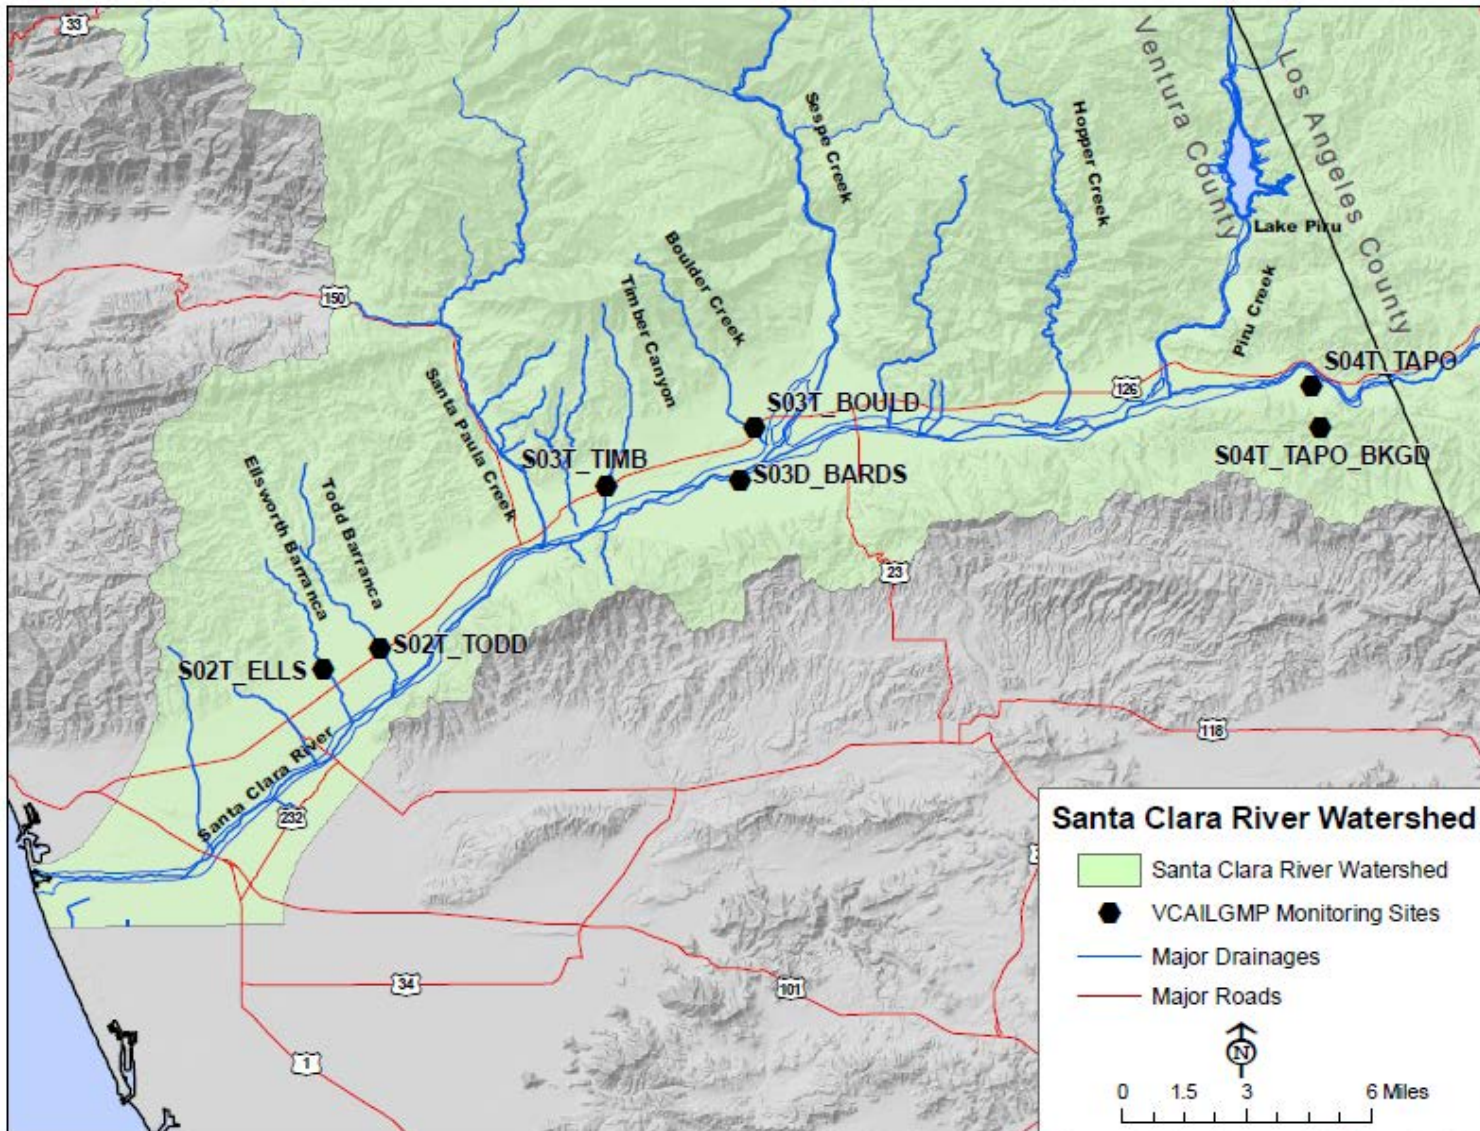 33
Ventura County
Los Angeles County
Sespe Creek
Hopper Creek
Lake Piru
Piru Creek
150
Boulder Creek
Timber Canyon
Santa Paula Creek
126
S04T_TAPO
S03T_BOULD
S04T_TAPO_BKGD
S03T_TIMB
S03D_BARDS
Ellsworth Barranca
Todd Barranca
23
S02T_TODD
S02T_ELLS
118
Santa Clara River
232
34
101
1
Santa Clara River Watershed
Santa Clara River Watershed
VCAILGMP Monitoring Sites
Major Drainages
Major Roads
N
0 1.5 3 6 Miles